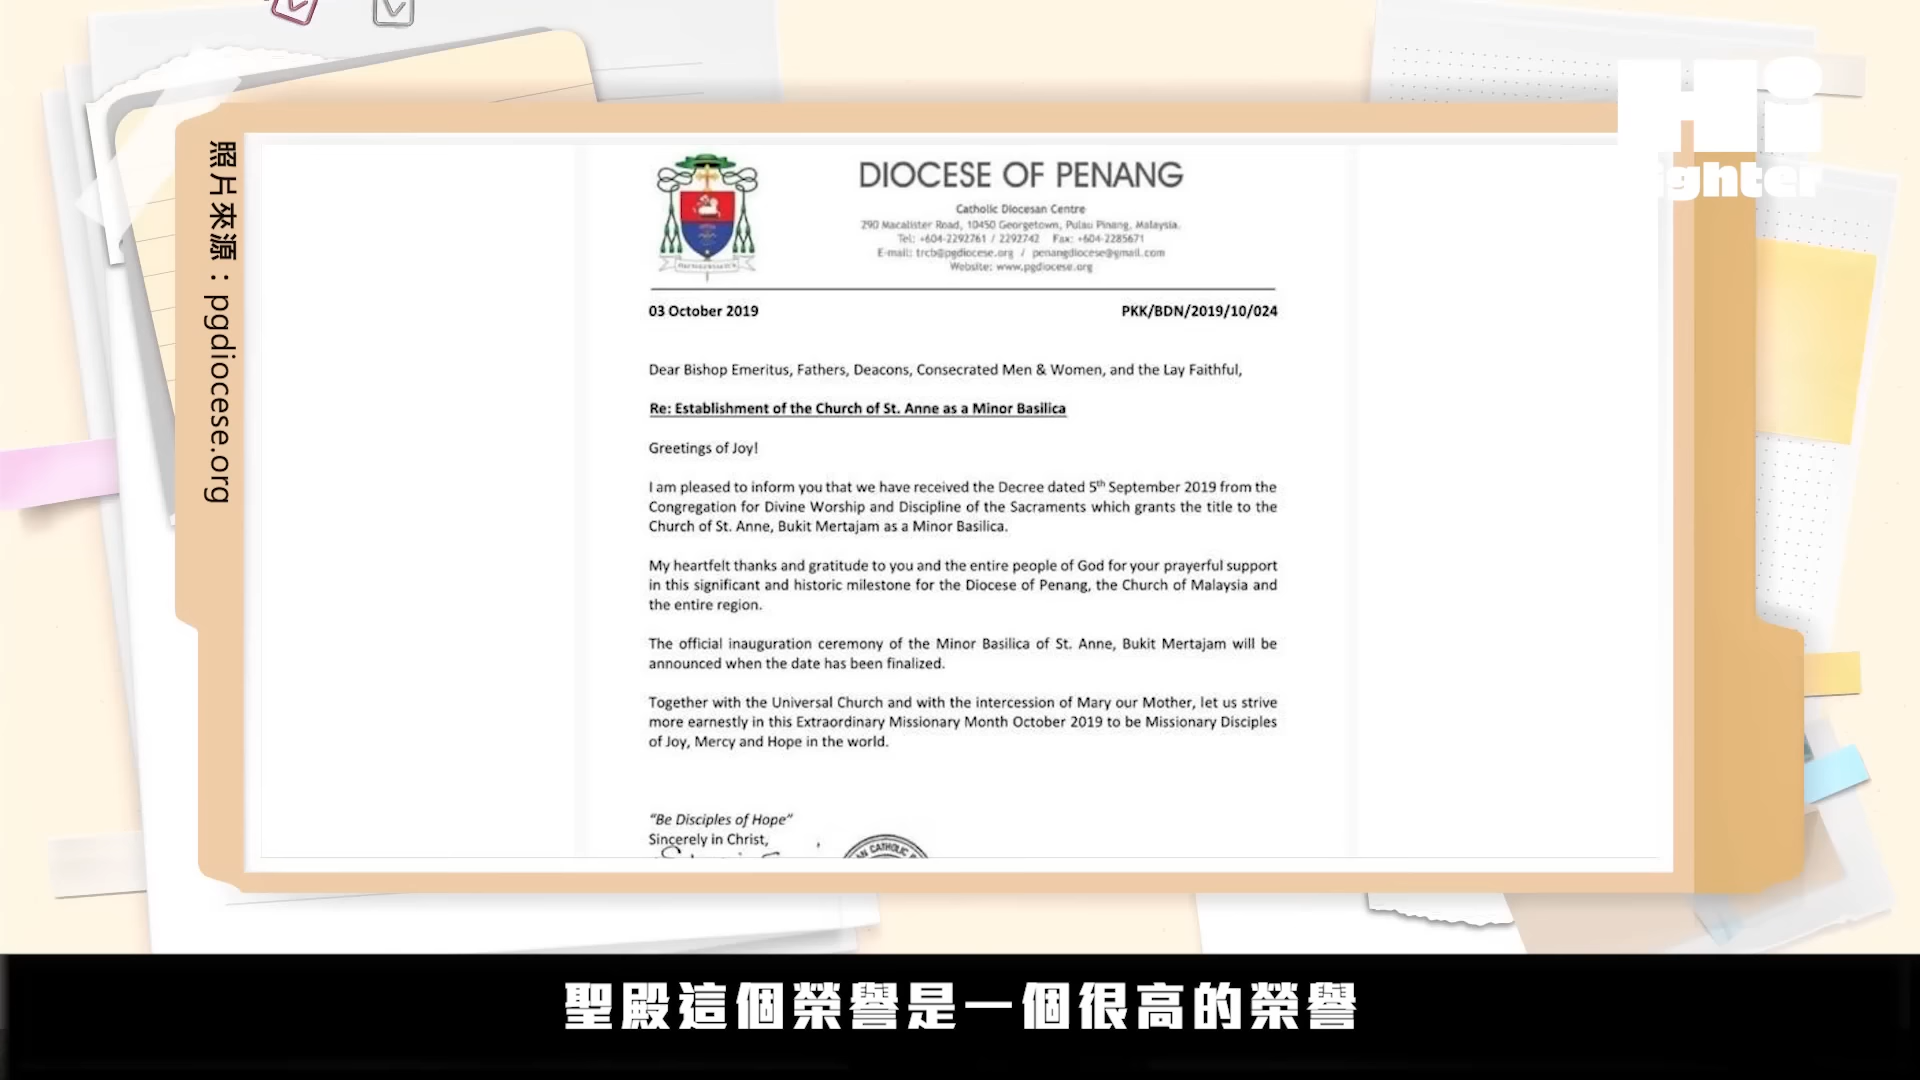 Hi
ighter
照片來源：pgdiocese.org
DIOCESE OF PENANG
Catholic Diocesan Centre
290 Macalister Road, 10450 Georgetown, Pulau Pinang, Malaysia.
Tel: +604-2292761 / 2292742 Fax: +604-2285671
E-mail: trcb@pgdiocese.org / penangdiocese@gmail.com
Website: www.pgdiocese.org
03 October 2019 PKK/BDN/2019/10/024
Dear Bishop Emeritus, Fathers, Deacons, Consecrated Men & Women, and the Lay Faithful,
Re: Establishment of the Church of St. Anne as a Minor Basilica
Greetings of Joy!
I am pleased to inform you that we have received the Decree dated 5th September 2019 from the
Congregation for Divine Worship and Discipline of the Sacraments which grants the title to the
Church of St. Anne, Bukit Mertajam as a Minor Basilica.
My heartfelt thanks and gratitude to you and the entire people of God for your prayerful support
in this significant and historic milestone for the Diocese of Penang, the Church of Malaysia and
the entire region.
The official inauguration ceremony of the Minor Basilica of St. Anne, Bukit Mertajam will be
announced when the date has been finalized.
Together with the Universal Church and with the intercession of Mary our Mother, let us strive
more earnestly in this Extraordinary Missionary Month October 2019 to be Missionary Disciples
of Joy, Mercy and Hope in the world.
“Be Disciples of Hope”
Sincerely in Christ,
AN CATHOLIC
聖殿這個榮譽是一個很高的榮譽